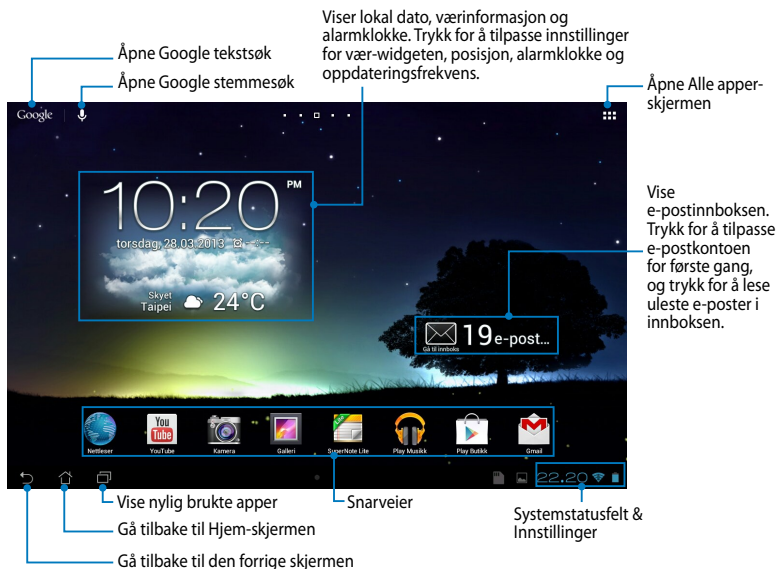 Viser lokal dato, værinformasjon og
alarmklokke. Trykk for å tilpasse innstillinger
for vær-widgeten, posisjon, alarmklokke og
oppdateringsfrekvens.
Åpne Google tekstsøk
Åpne Google stemmesøk
Åpne Alle apper-
skjermen
Google
10:20 PM
torsdag, 28.03.2013 --:--
Skyet
Taipei
24°C
Vise
e-postinnboksen.
Trykk for å tilpasse
e-postkontoen
for første gang,
og trykk for å lese
uleste e-poster i
innboksen.
19 e-post...
Gå til innboks
You
Tube
Lite
Nettleser
YouTube
Kamera
Galleri
SuperNote Lite
Play Musikk
Play Butikk
Gmail
22.20
Vise nylig brukte apper
Snarveier
Systemstatusfelt &
Innstillinger
Gå tilbake til Hjem-skjermen
Gå tilbake til den forrige skjermen